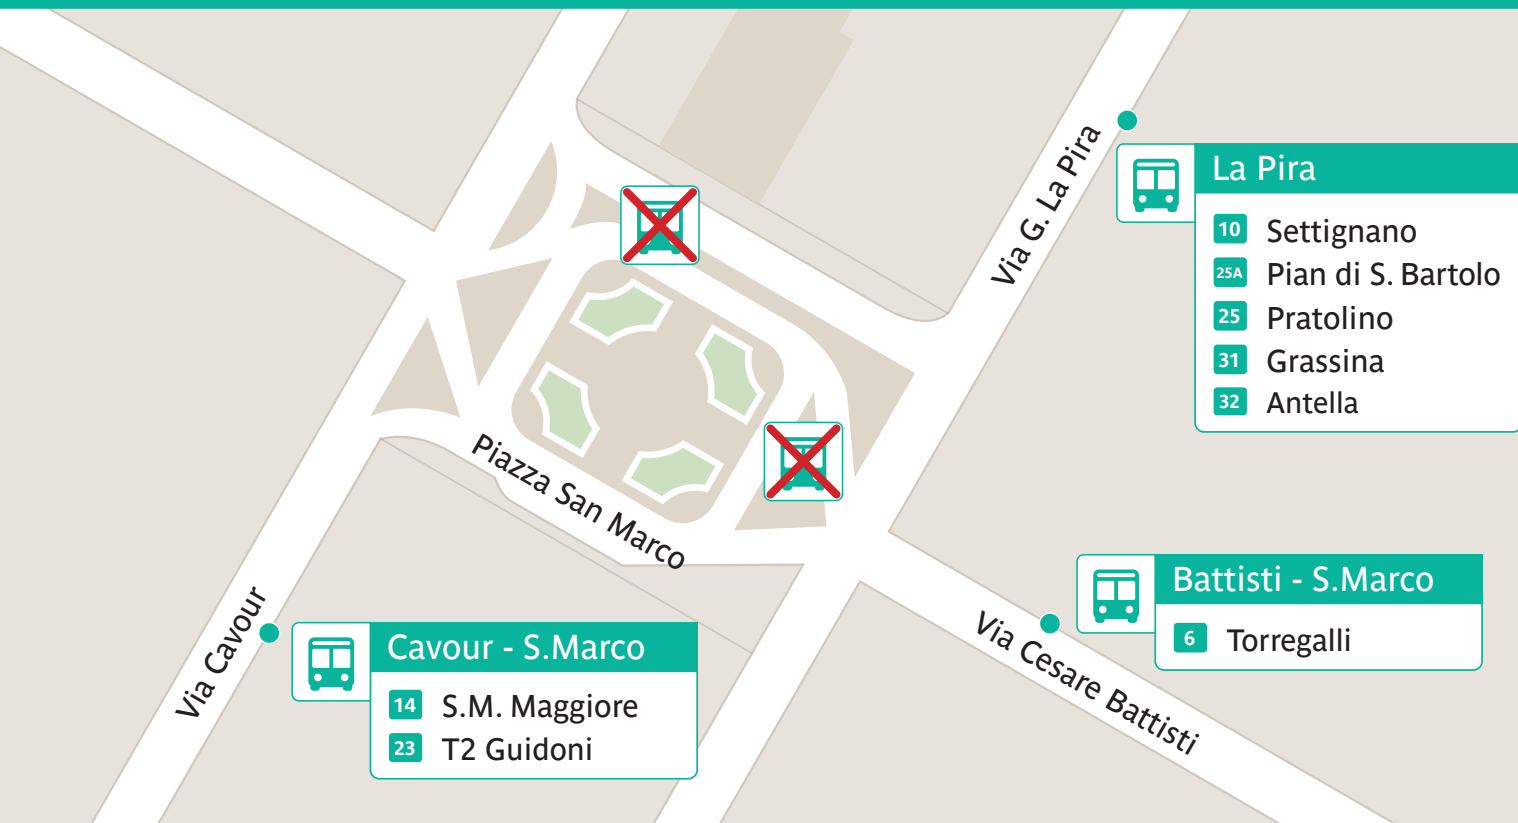 Via G. La Pira
La Pira
10 Settignano
25A Pian di S. Bartolo
25 Pratolino
31 Grassina
32 Antella
Piazza San Marco
Battisti - S.Marco
6 Torregalli
Via Cesare Battisti
Via Cavour
Cavour - S.Marco
14 S.M. Maggiore
23 T2 Guidoni